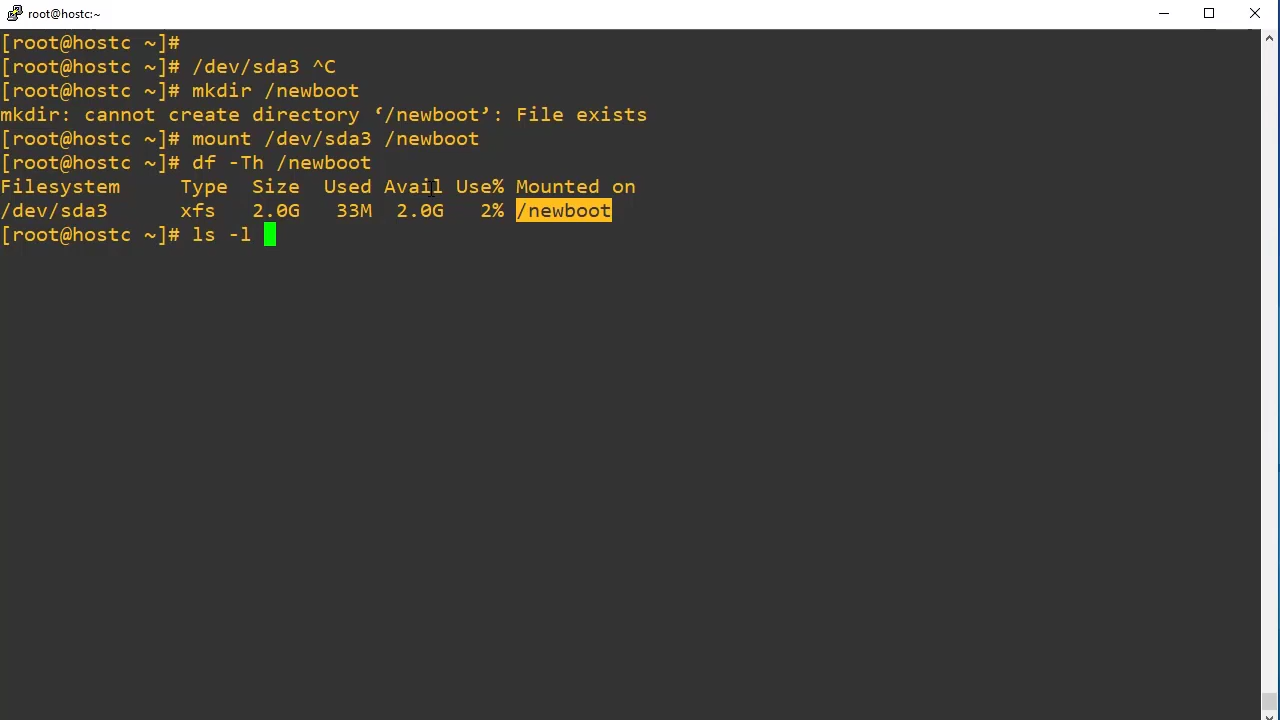 root@hostc:~
[root@hostc ~]#
[root@hostc ~]# /dev/sda3 ^C
[root@hostc ~]# mkdir /newboot
mkdir: cannot create directory ‘/newboot’: File exists
[root@hostc ~]# mount /dev/sda3 /newboot
[root@hostc ~]# df -Th /newboot
Filesystem     Type  Size  Used Avail Use% Mounted on
/dev/sda3      xfs   2.0G   33M  2.0G   2% /newboot
[root@hostc ~]# ls -l